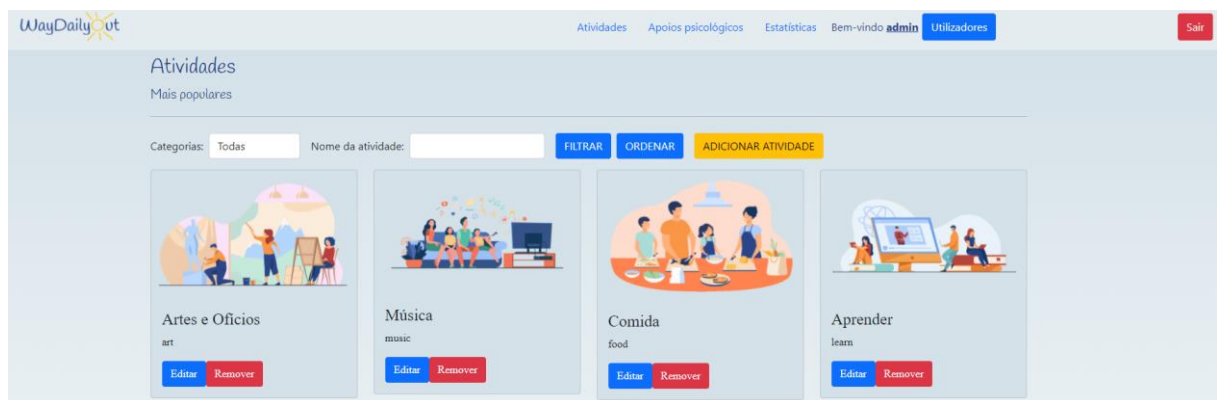 WayDailyOut Atividades Apoios psicológicos Estatísticas Bem-vindo admin Utilizadores Sair
Atividades
Mais populares
Categorias: Todas Nome da atividade: FILTRAR ORDENAR ADICIONAR ATIVIDADE
Artes e Ofícios
art
Editar Remover
Música
music
Editar Remover
Comida
food
Editar Remover
Aprender
learn
Editar Remover